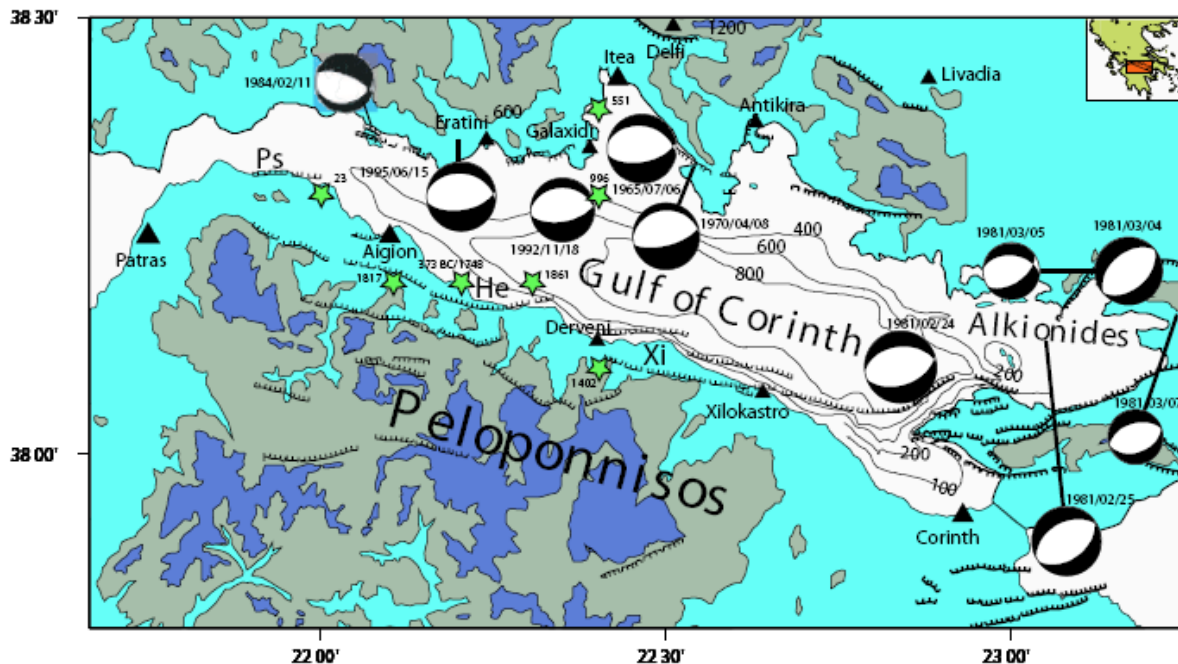 38 30'
1200
Delfi
Itea
Livadia
1984/02/11
551
Antikira
600
Eratini
Galaxidi
Ps
1995/06/15
23
996
1965/07/06
1970/04/08
400
1981/03/05
1981/03/04
600
1992/11/18
Patras
Aigion
373 BC/1748
1861
800
1817
He
Gulf of Corinth
Alkionides
1981/02/24
Derveni
Xi
200
1402
Xilokastro
1981/03/07
Peloponnisos
38 00'
200
100
1981/02/25
Corinth
22 00'
22 30'
23 00'